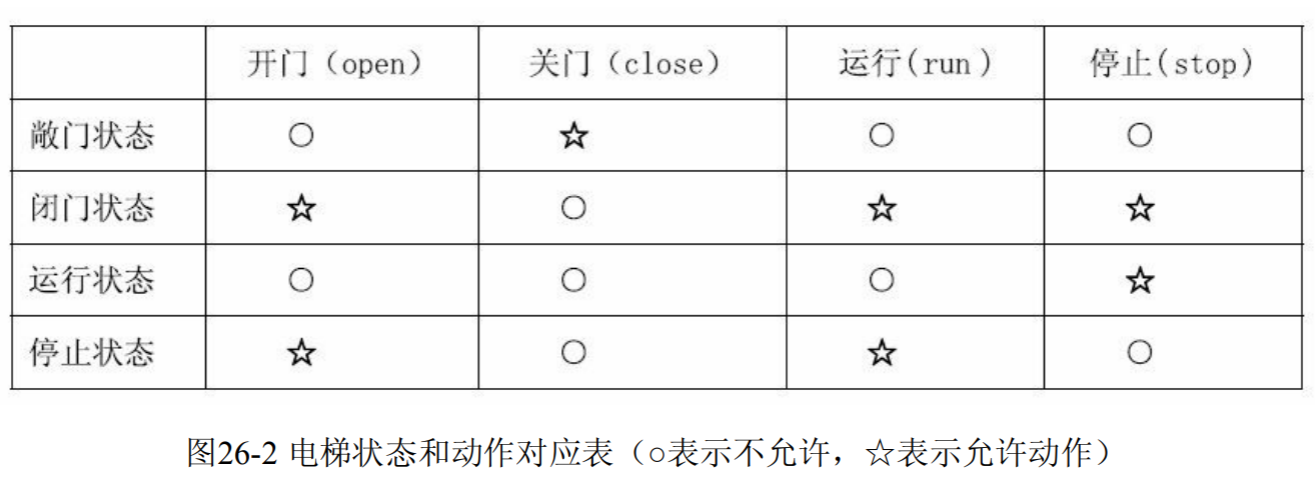 开门（open） 关门（close） 运行(run ) 停止(stop)
敞门状态 ○ ☆ ○ ○
闭门状态 ☆ ○ ☆ ☆
运行状态 ○ ○ ○ ☆
停止状态 ☆ ○ ☆ ○
图26-2 电梯状态和动作对应表（○表示不允许，☆表示允许动作）